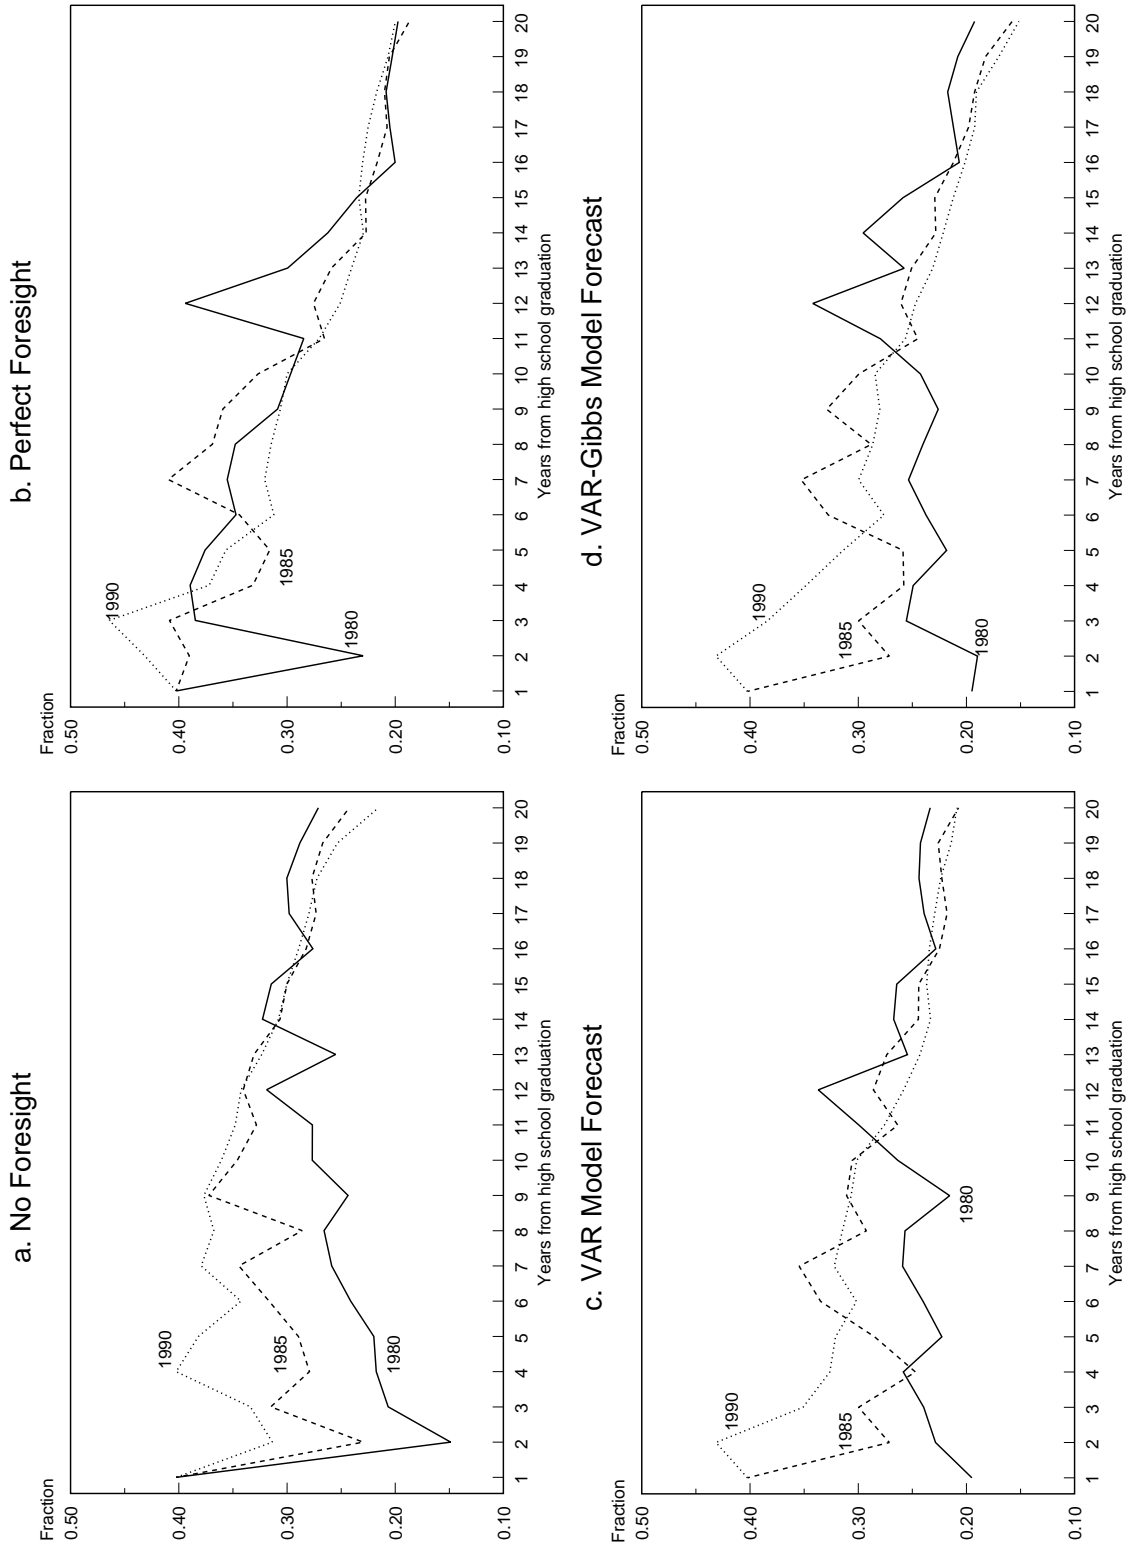 a. No Foresight
Fraction
0.50
0.40
0.30
0.20
0.10
1990
1985
1980
1 2 3 4 5 6 7 8 9 10 11 12 13 14 15 16 17 18 19 20
Years from high school graduation
b. Perfect Foresight
Fraction
0.50
0.40
0.30
0.20
0.10
1990
1985
1980
1 2 3 4 5 6 7 8 9 10 11 12 13 14 15 16 17 18 19 20
Years from high school graduation
c. VAR Model Forecast
Fraction
0.50
0.40
0.30
0.20
0.10
1990
1985
1980
1 2 3 4 5 6 7 8 9 10 11 12 13 14 15 16 17 18 19 20
Years from high school graduation
d. VAR-Gibbs Model Forecast
Fraction
0.50
0.40
0.30
0.20
0.10
1990
1985
1980
1 2 3 4 5 6 7 8 9 10 11 12 13 14 15 16 17 18 19 20
Years from high school graduation